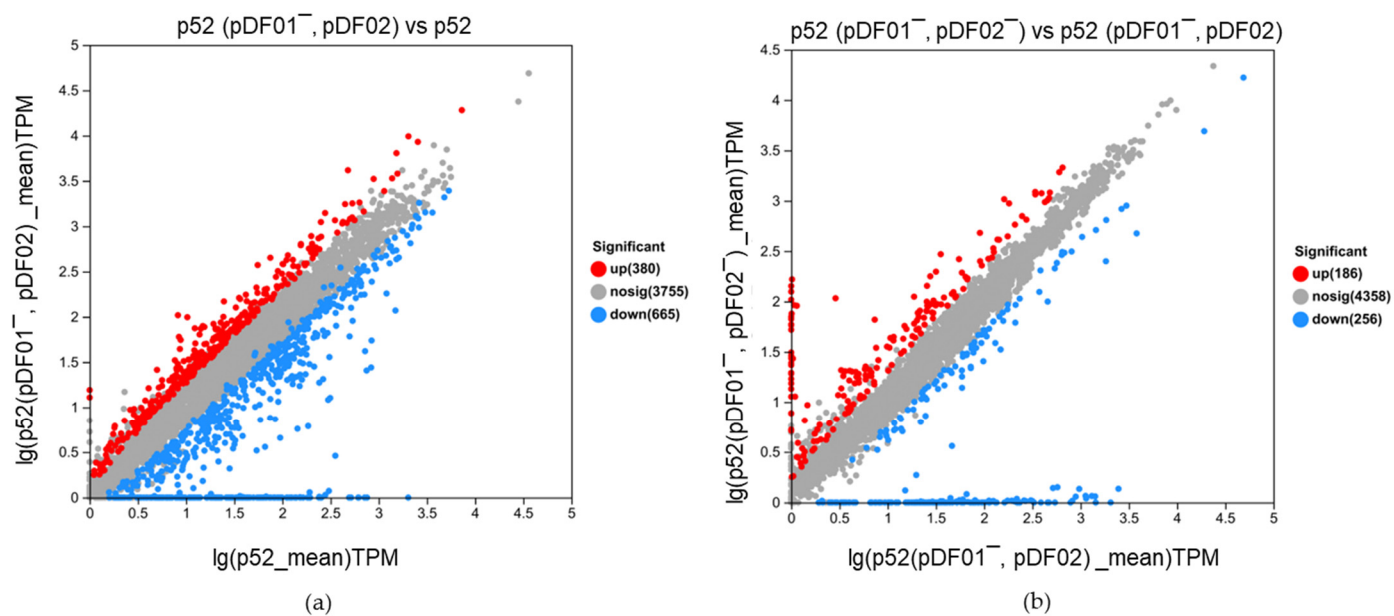 p52 (pDF01⁻, pDF02) vs p52
lg(p52(pDF01⁻, pDF02) _mean)TPM
5
4.5
4
3.5
3
2.5
2
1.5
1
0.5
0
0 0.5 1 1.5 2 2.5 3 3.5 4 4.5 5
lg(p52_mean)TPM
Significant
up(380)
nosig(3755)
down(665)
(a)
p52 (pDF01⁻, pDF02⁻) vs p52 (pDF01⁻, pDF02)
lg(p52(pDF01⁻, pDF02⁻) _mean)TPM
4.5
4
3.5
3
2.5
2
1.5
1
0.5
0
0 0.5 1 1.5 2 2.5 3 3.5 4 4.5 5
lg(p52(pDF01⁻, pDF02) _mean)TPM
Significant
up(186)
nosig(4358)
down(256)
(b)